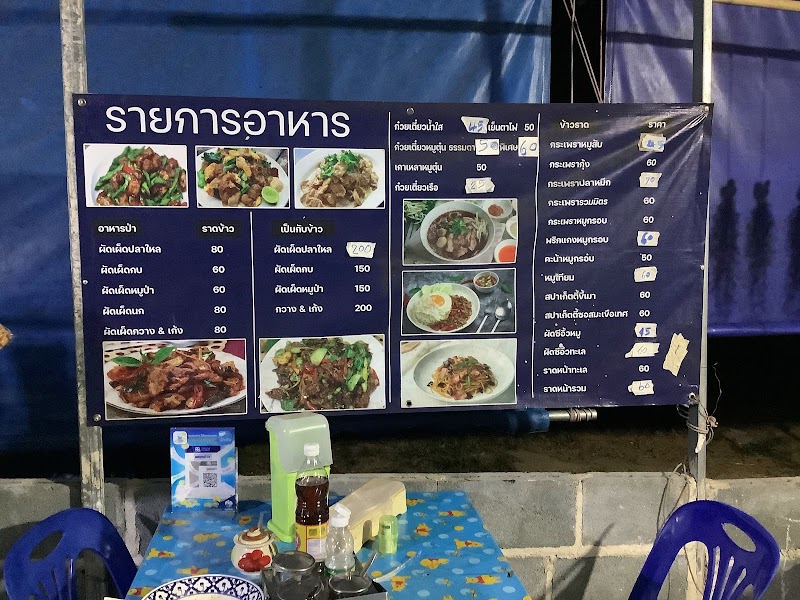 รายการอาหาร
อาหารป่า ราดข้าว
ผัดเผ็ดปลาไหล 80
ผัดเผ็ดกบ 60
ผัดเผ็ดหมูป่า 60
ผัดเผ็ดนก 80
ผัดเผ็ดกวาง & เก้ง 80
เป็นกับข้าว
ผัดเผ็ดปลาไหล 200
ผัดเผ็ดกบ 150
ผัดเผ็ดหมูป่า 150
กวาง & เก้ง 200
ก๋วยเตี๋ยวน้ำใส 45 เย็นตาโฟ 50
ก๋วยเตี๋ยวหมูตุ๋น ธรรมดา 50 พิเศษ 60
เกาเหลาหมูตุ๋น 50
ก๋วยเตี๋ยวเรือ 25
ข้าวราด ราคา
กระเพราหมูสับ 45
กระเพรากุ้ง 60
กระเพราปลาหมึก 70
กระเพรารวมมิตร 60
กระเพราหมูกรอบ 60
พริกแกงหมูกรอบ 60
คะน้าหมูกรอบ 50
หมูเทียม 60
สปาเก็ตตี้ขี้เมา 60
สปาเก็ตตี้ซอสมะเขือเทศ 60
ผัดซีอิ๊วหมู 45
ผัดซีอิ๊วทะเล 60
ราดหน้าทะเล 60
ราดหน้ารวม 60